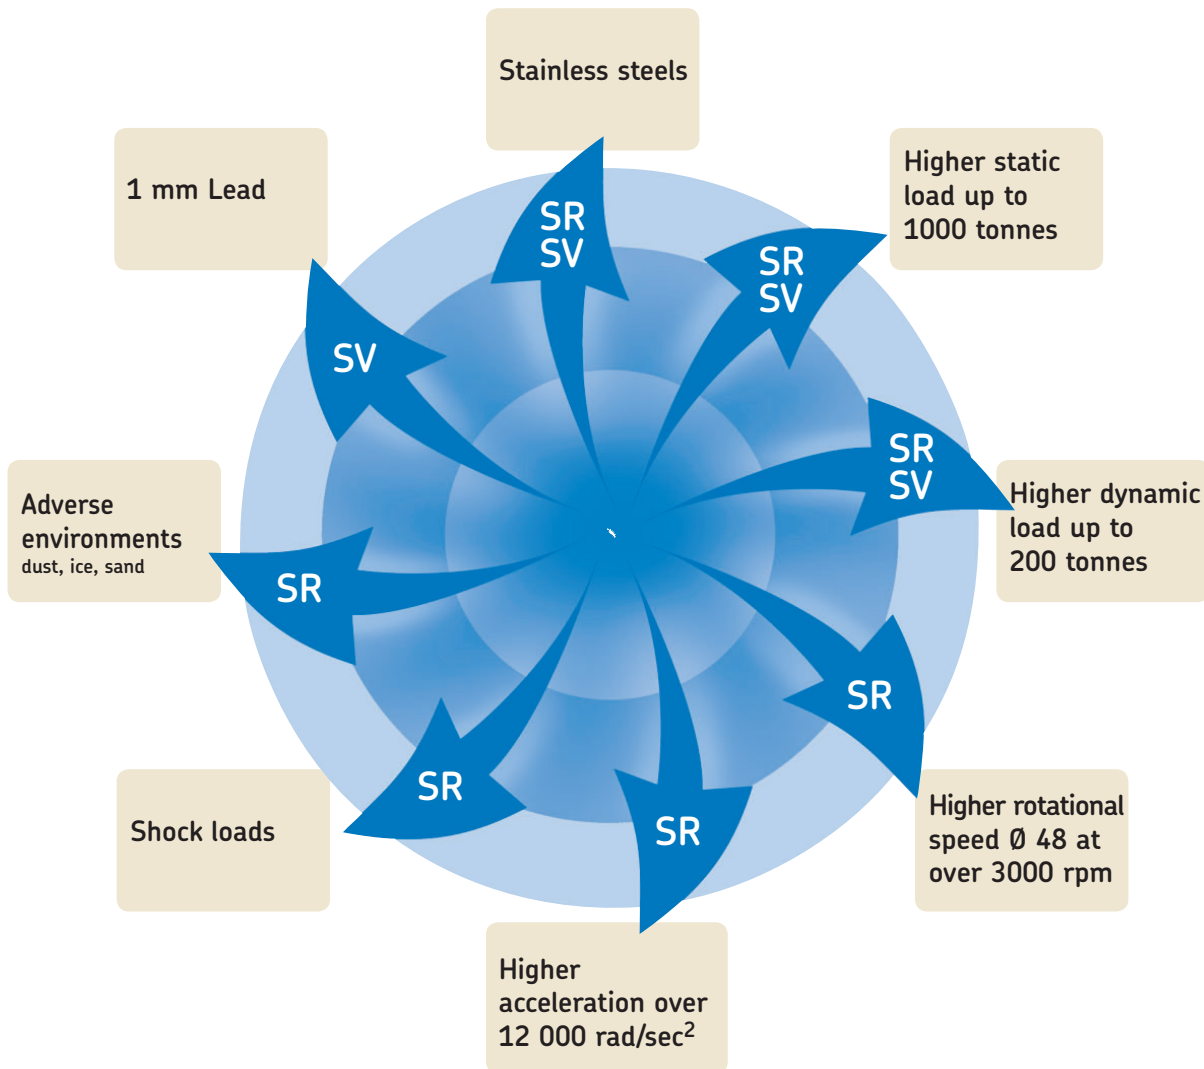 Stainless steels
SR
SV
Higher static
load up to
1000 tonnes
SR
SV
Higher dynamic
load up to
200 tonnes
SR
SV
Higher rotational
speed Ø 48 at
over 3000 rpm
SR
Higher
acceleration over
12 000 rad/sec²
SR
Shock loads
SR
Adverse
environments
dust, ice, sand
SR
1 mm Lead
SV